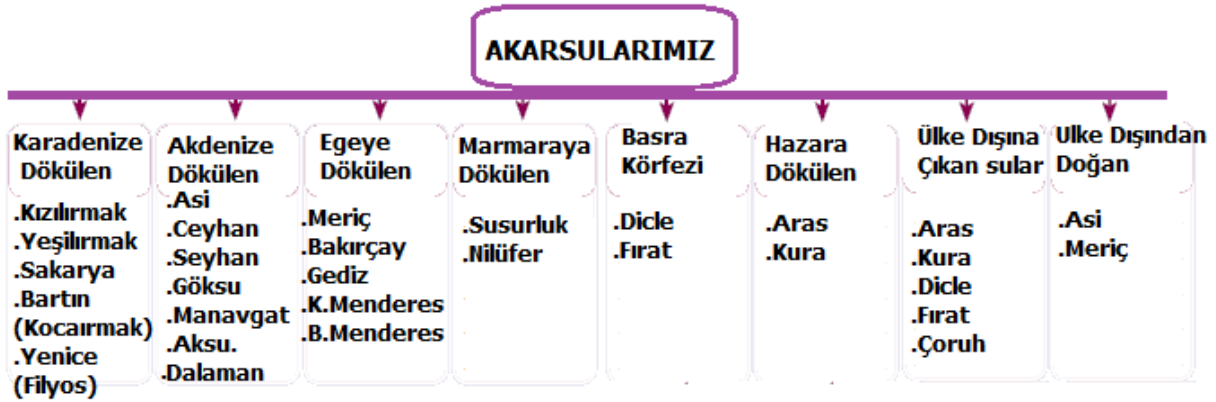 AKARSULARIMIZ
Karadenize
Dökülen
.Kızılırmak
.Yeşilırmak
.Sakarya
.Bartın
(Kocaırmak)
.Yenice
(Filyos)
Akdenize
Dökülen
.Asi
.Ceyhan
.Seyhan
.Göksu
.Manavgat
.Aksu.
.Dalaman
Egeye
Dökülen
.Meriç
.Bakırçay
.Gediz
.K.Menderes
.B.Menderes
Marmaraya
Dökülen
.Susurluk
.Nilüfer
Basra
Körfezi
.Dicle
.Fırat
Hazara
Dökülen
.Aras
.Kura
Ülke Dışına
Çıkan sular
.Aras
.Kura
.Dicle
.Fırat
.Çoruh
Ulke Dışından
Doğan
.Asi
.Meriç